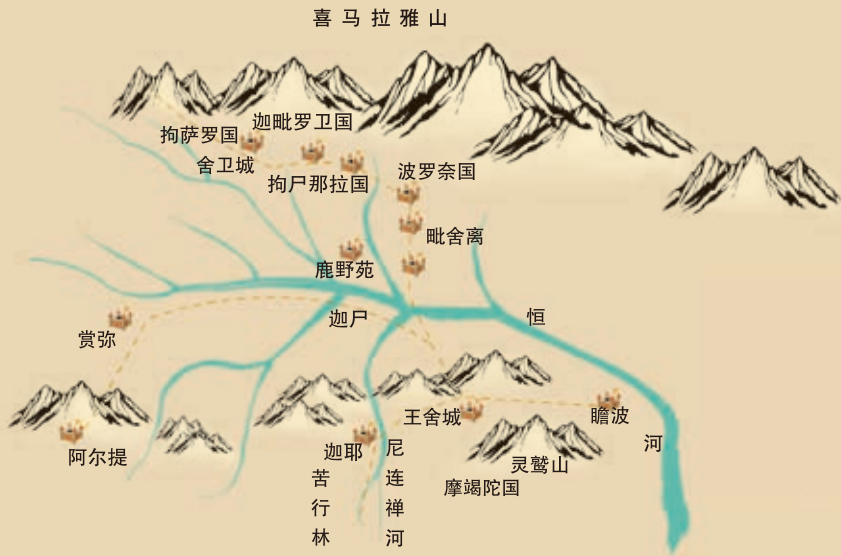 喜马拉雅山
迦毗罗卫国
拘萨罗国
舍卫城
拘尸那拉国
波罗奈国
毗舍离
鹿野苑
迦尸
恒
河
赏弥
阿尔提
王舍城
瞻波
迦耶
苦行林
尼连禅河
灵鹫山
摩竭陀国